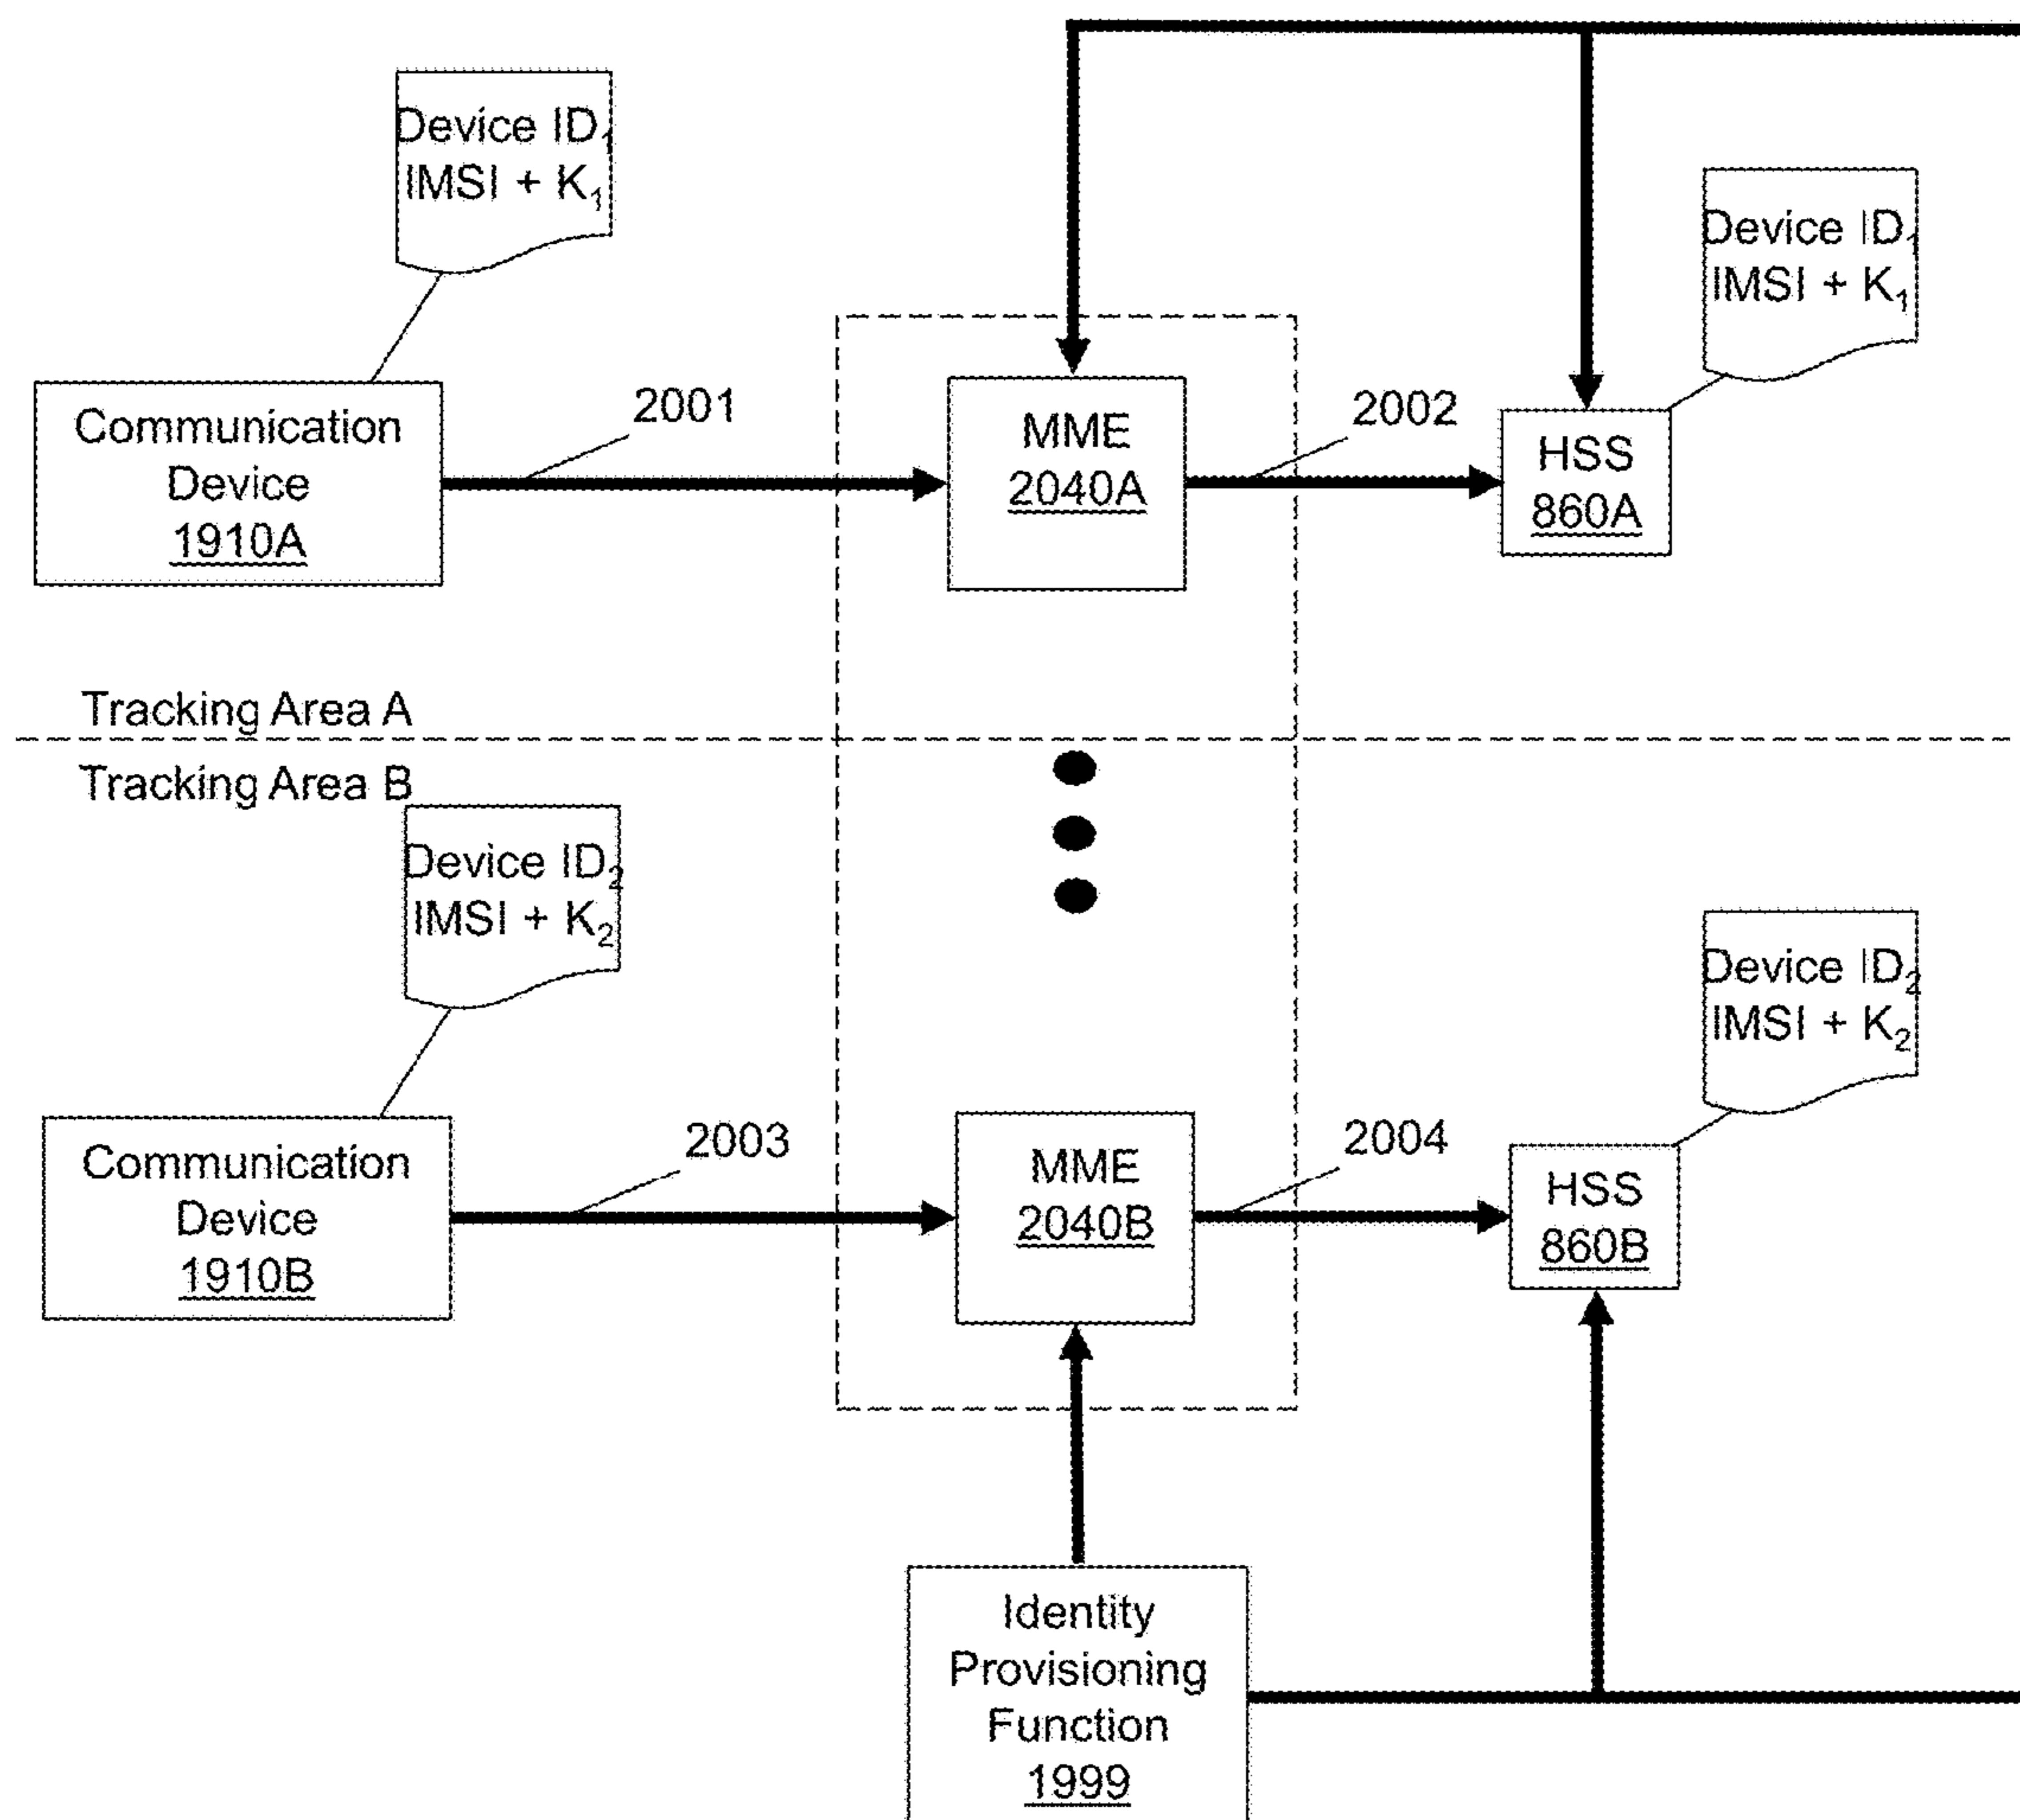 Device ID₁
IMSI + K₁
Device ID₁
IMSI + K₁
Communication
Device
1910A
2001
MME
2040A
2002
HSS
860A
Tracking Area A
Tracking Area B
Device ID₂
IMSI + K₂
Device ID₂
IMSI + K₂
Communication
Device
1910B
2003
MME
2040B
2004
HSS
860B
Identity
Provisioning
Function
1999